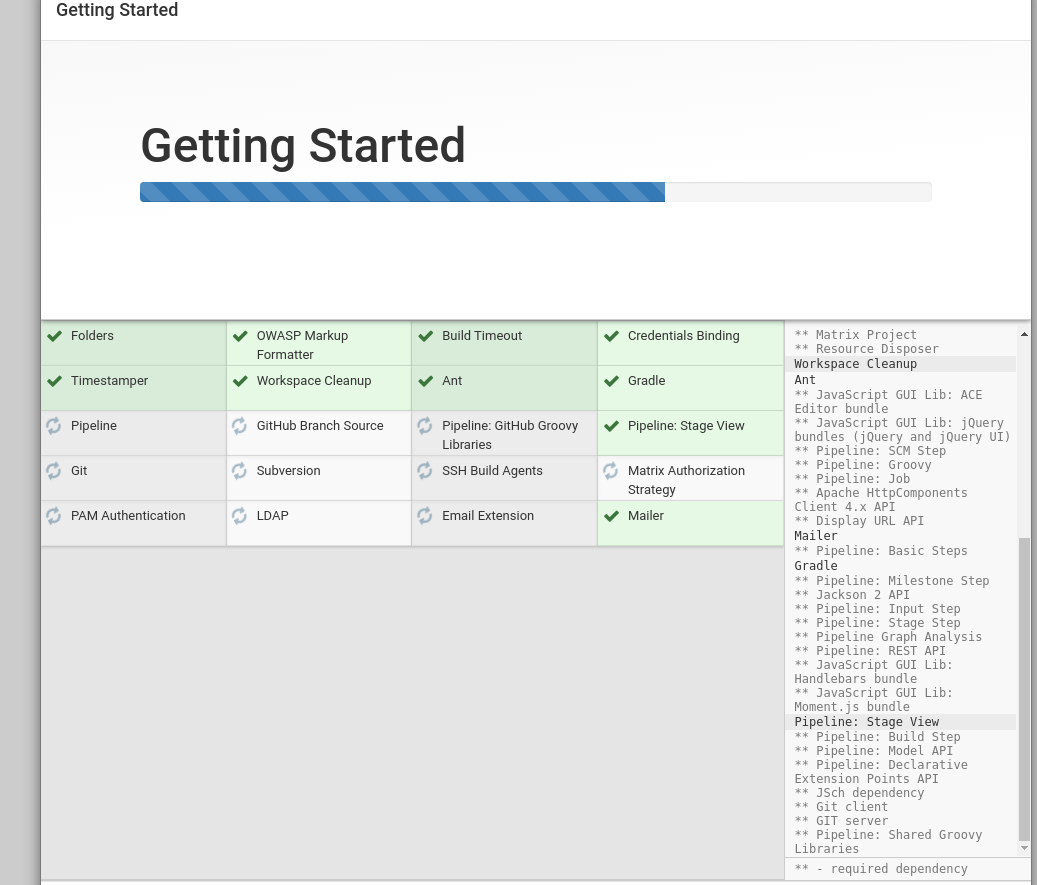 Getting Started
Getting Started
Folders
OWASP Markup
Formatter
Build Timeout
Credentials Binding
Timestamper
Workspace Cleanup
Ant
Gradle
Pipeline
GitHub Branch Source
Pipeline: GitHub Groovy
Libraries
Pipeline: Stage View
Git
Subversion
SSH Build Agents
Matrix Authorization
Strategy
PAM Authentication
LDAP
Email Extension
Mailer
** Matrix Project
** Resource Disposer
Workspace Cleanup
Ant
** JavaScript GUI Lib: ACE
Editor bundle
** JavaScript GUI Lib: jQuery
bundles (jQuery and jQuery UI)
** Pipeline: SCM Step
** Pipeline: Groovy
** Pipeline: Job
** Apache HttpComponents
Client 4.x API
** Display URL API
Mailer
** Pipeline: Basic Steps
Gradle
** Pipeline: Milestone Step
** Jackson 2 API
** Pipeline: Input Step
** Pipeline: Stage Step
** Pipeline Graph Analysis
** Pipeline: REST API
** JavaScript GUI Lib:
Handlebars bundle
** JavaScript GUI Lib:
Moment.js bundle
Pipeline: Stage View
** Pipeline: Build Step
** Pipeline: Model API
** Pipeline: Declarative
Extension Points API
** JSch dependency
** Git client
** GIT server
** Pipeline: Shared Groovy
Libraries
** - required dependency